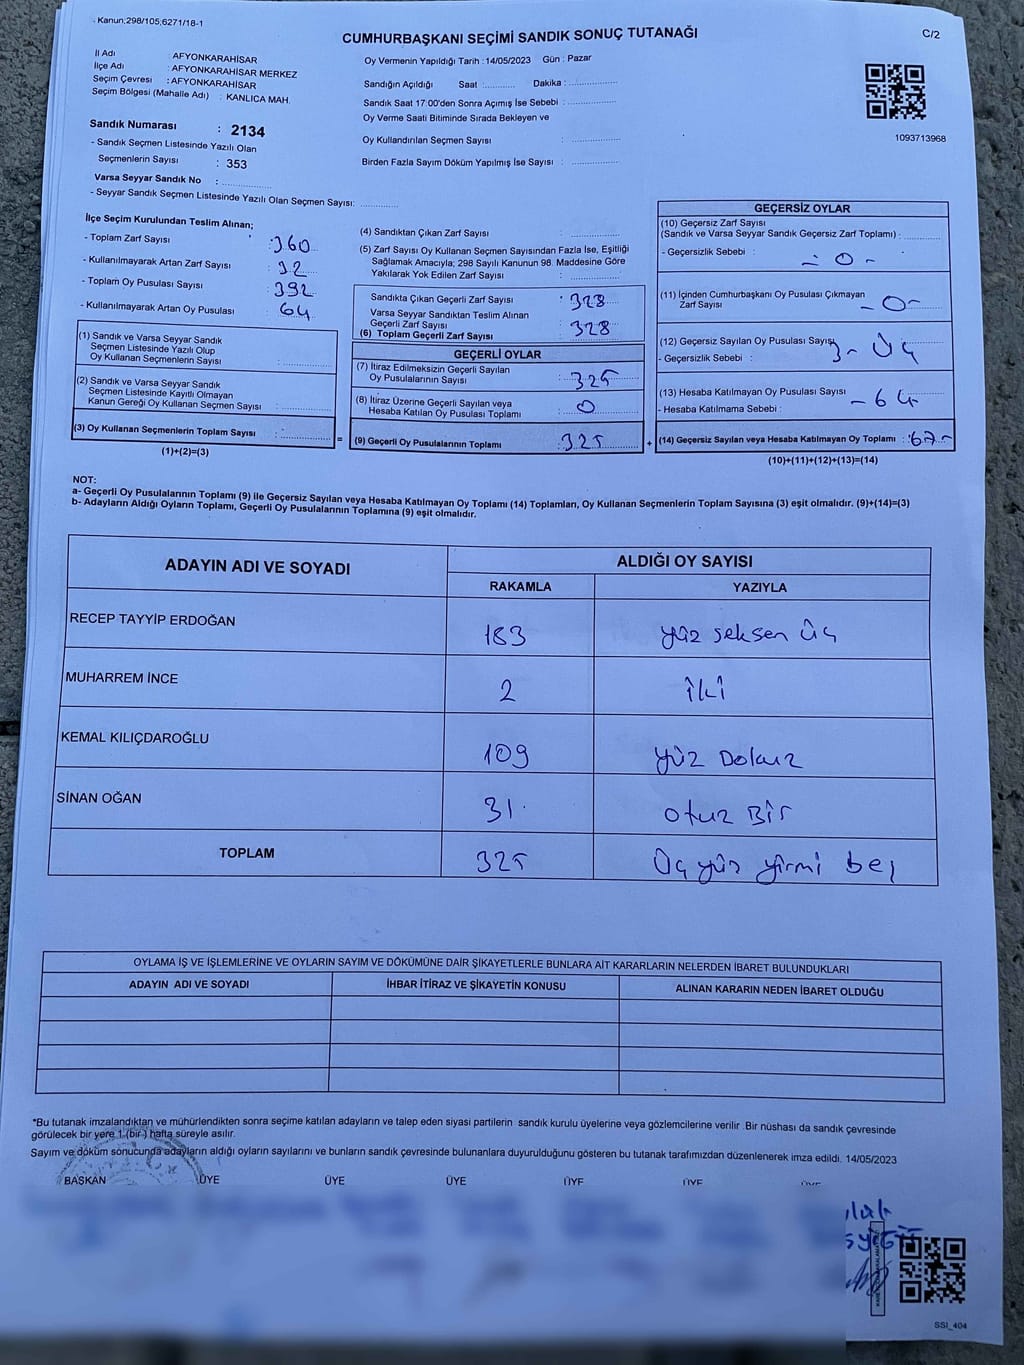 Kanun,298/105,6271/18-1
CUMHURBAŞKANI SEÇİMİ SANDIK SONUÇ TUTANAĞI
C/2
İl Adı : AFYONKARAHİSAR
İlçe Adı : AFYONKARAHİSAR MERKEZ
Seçim Çevresi : AFYONKARAHİSAR
Seçim Bölgesi (Mahalle Adı) : KANLICA MAH.
Sandık Numarası : 2134
- Sandık Seçmen Listesinde Yazılı Olan
Seçmenlerin Sayısı : 353
Varsa Seyyar Sandık No :
- Seyyar Sandık Seçmen Listesinde Yazılı Olan Seçmen Sayısı:
Oy Vermenin Yapıldığı Tarih : 14/05/2023 Gün : Pazar
Sandığın Açıldığı Saat : Dakika :
Sandık Saat 17:00'den Sonra Açımış İse Sebebi :
Oy Verme Saati Bitiminde Sırada Bekleyen ve
Oy Kullandırılan Seçmen Sayısı :
Birden Fazla Sayım Döküm Yapılmış İse Sayısı :
1093713968
İlçe Seçim Kurulundan Teslim Alınan;
- Toplam Zarf Sayısı : 360
- Kullanılmayarak Artan Zarf Sayısı : 32
- Toplam Oy Pusulası Sayısı : 392
- Kullanılmayarak Artan Oy Pusulası : 64
(1) Sandık ve Varsa Seyyar Sandık
Seçmen Listesinde Yazılı Olup
Oy Kullanan Seçmenlerin Sayısı :
(2) Sandık ve Varsa Seyyar Sandık
Seçmen Listesinde Kayıtlı Olmayan
Kanun Gereği Oy Kullanan Seçmen Sayısı :
(3) Oy Kullanan Seçmenlerin Toplam Sayısı :
(1)+(2)=(3)
=
(4) Sandıktan Çıkan Zarf Sayısı :
(5) Zarf Sayısı Oy Kullanan Seçmen Sayısından Fazla İse, Eşitliği
Sağlamak Amacıyla; 298 Sayılı Kanunun 98. Maddesine Göre
Yakılarak Yok Edilen Zarf Sayısı :
Sandıkta Çıkan Geçerli Zarf Sayısı : 328
Varsa Seyyar Sandıktan Teslim Alınan
Geçerli Zarf Sayısı :
(6) Toplam Geçerli Zarf Sayısı : 328
GEÇERLİ OYLAR
(7) İtiraz Edilmeksizin Geçerli Sayılan
Oy Pusulalarının Sayısı : 325
(8) İtiraz Üzerine Geçerli Sayılan veya
Hesaba Katılan Oy Pusulası Toplamı : 0
(9) Geçerli Oy Pusulalarının Toplamı : 325
+
GEÇERSİZ OYLAR
(10) Geçersiz Zarf Sayısı
(Sandık ve Varsa Seyyar Sandık Geçersiz Zarf Toplamı) :
- Geçersizlik Sebebi : - 0 -
(11) İçinden Cumhurbaşkanı Oy Pusulası Çıkmayan
Zarf Sayısı - 0 -
(12) Geçersiz Sayılan Oy Pusulası Sayısı 3 - Üç
- Geçersizlik Sebebi :
(13) Hesaba Katılmayan Oy Pusulası Sayısı - 64
- Hesaba Katılmama Sebebi :
(14) Geçersiz Sayılan veya Hesaba Katılmayan Oy Toplamı : 67 -
(10)+(11)+(12)+(13)=(14)
NOT:
a- Geçerli Oy Pusulalarının Toplamı (9) ile Geçersiz Sayılan veya Hesaba Katılmayan Oy Toplamı (14) Toplamları, Oy Kullanan Seçmenlerin Toplam Sayısına (3) eşit olmalıdır. (9)+(14)=(3)
b- Adayların Aldığı Oyların Toplamı, Geçerli Oy Pusulalarının Toplamına (9) eşit olmalıdır.
ADAYIN ADI VE SOYADI
ALDIĞI OY SAYISI
RAKAMLA YAZIYLA
RECEP TAYYİP ERDOĞAN 183 yüz seksen üç
MUHARREM İNCE 2 iki
KEMAL KILIÇDAROĞLU 109 yüz Dokuz
SİNAN OĞAN 31 otuz Bir
TOPLAM 325 Üç yüz yirmi beş
OYLAMA İŞ VE İŞLEMLERİNE VE OYLARIN SAYIM VE DÖKÜMÜNE DAİR ŞİKAYETLERLE BUNLARA AİT KARARLARIN NELERDEN İBARET BULUNDUKLARI
ADAYIN ADI VE SOYADI İHBAR İTİRAZ VE ŞİKAYETİN KONUSU ALINAN KARARIN NEDEN İBARET OLDUĞU
*Bu tutanak imzalandıktan ve mühürlendikten sonra seçime katılan adayların ve talep eden siyasi partilerin sandık kurulu üyelerine veya gözlemcilerine verilir. Bir nüshası da sandık çevresinde
görülecek bir yere 1 (bir) hafta süreyle asılır.
Sayım ve döküm sonucunda adayların aldığı oyların sayılarını ve bunların sandık çevresinde bulunanlara duyurulduğunu gösteren bu tutanak tarafımızdan düzenlenerek imza edildi. 14/05/2023
BAŞKAN ÜYE ÜYE ÜYE ÜYE ÜYE ÜYE
SSI_404